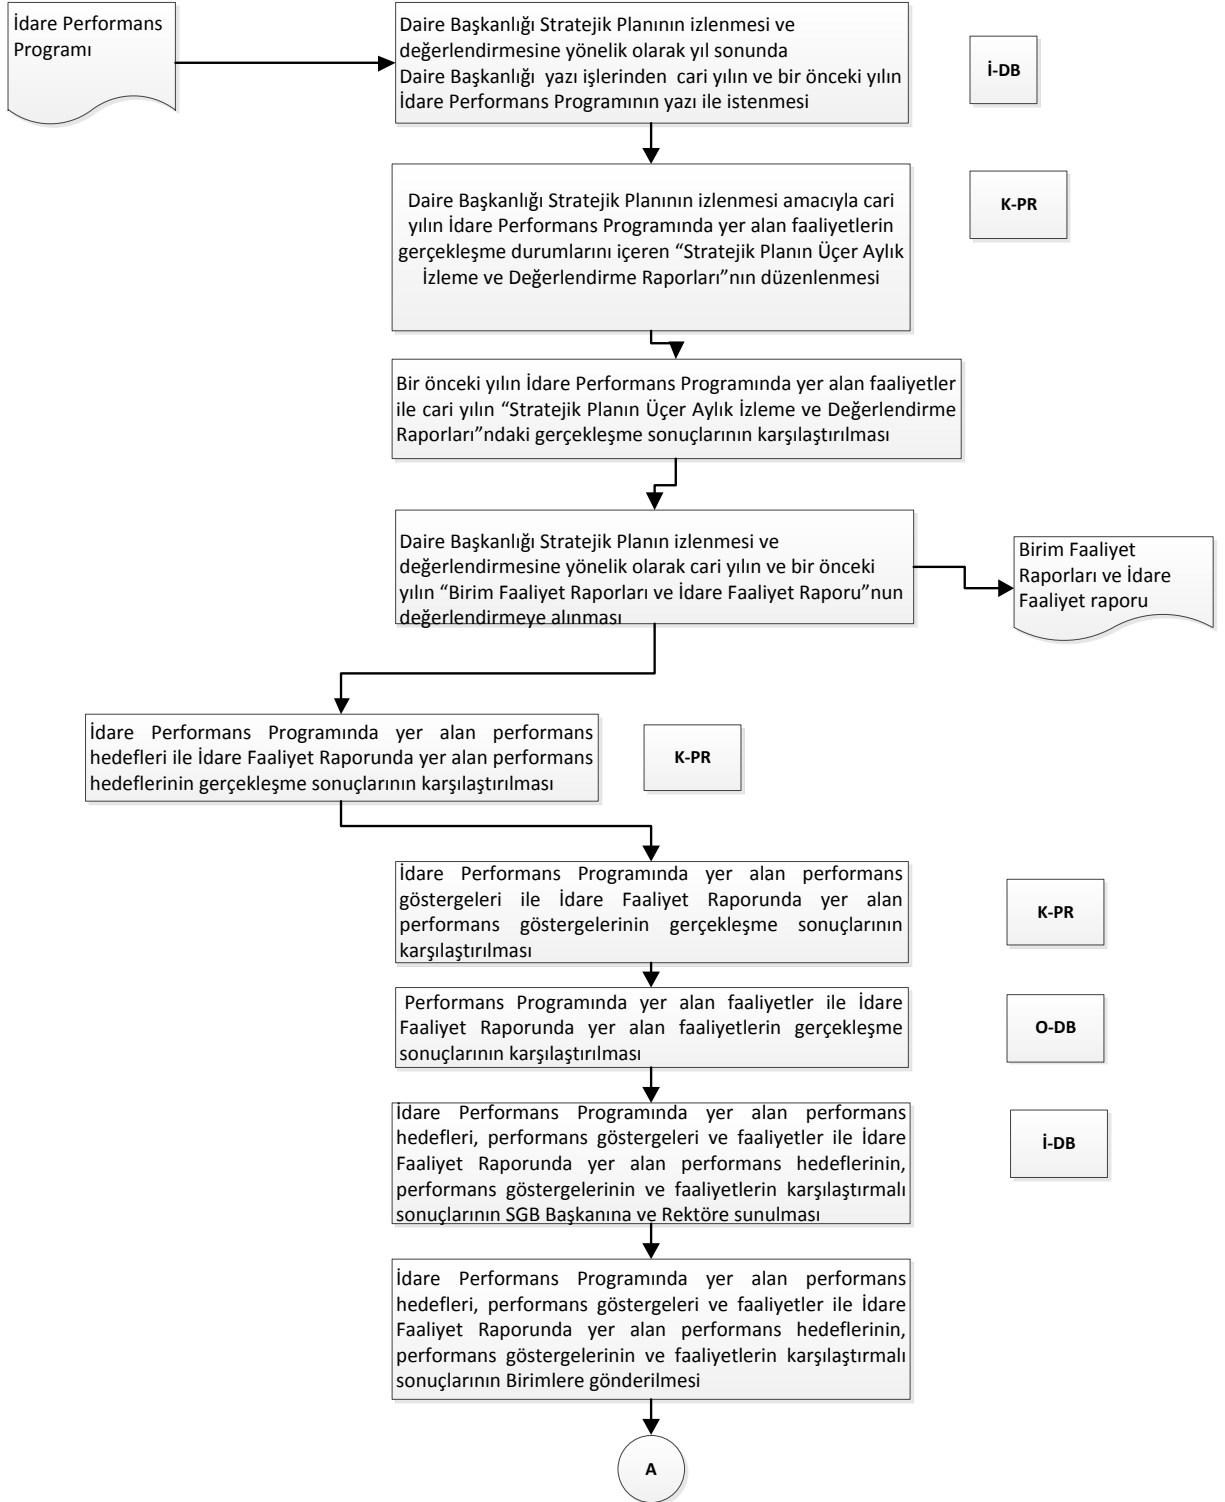 İdare Performans
Programı
Daire Başkanlığı Stratejik Planının izlenmesi ve
değerlendirmesine yönelik olarak yıl sonunda
Daire Başkanlığı  yazı işlerinden  cari yılın ve bir önceki yılın
İdare Performans Programının yazı ile istenmesi
İ-DB
Daire Başkanlığı Stratejik Planının izlenmesi amacıyla cari
yılın İdare Performans Programında yer alan faaliyetlerin
gerçekleşme durumlarını içeren “Stratejik Planın Üçer Aylık
İzleme ve Değerlendirme Raporları”nın düzenlenmesi
K-PR
Bir önceki yılın İdare Performans Programında yer alan faaliyetler
ile cari yılın “Stratejik Planın Üçer Aylık İzleme ve Değerlendirme
Raporları”ndaki gerçekleşme sonuçlarının karşılaştırılması
Daire Başkanlığı Stratejik Planın izlenmesi ve
değerlendirmesine yönelik olarak cari yılın ve bir önceki
yılın “Birim Faaliyet Raporları ve İdare Faaliyet Raporu”nun
değerlendirmeye alınması
Birim Faaliyet
Raporları ve İdare
Faaliyet raporu
İdare Performans Programında yer alan performans
hedefleri ile İdare Faaliyet Raporunda yer alan performans
hedeflerinin gerçekleşme sonuçlarının karşılaştırılması
K-PR
İdare Performans Programında yer alan performans
göstergeleri ile İdare Faaliyet Raporunda yer alan
performans göstergelerinin gerçekleşme sonuçlarının
karşılaştırılması
K-PR
Performans Programında yer alan faaliyetler ile İdare
Faaliyet Raporunda yer alan faaliyetlerin gerçekleşme
sonuçlarının karşılaştırılması
O-DB
İdare Performans Programında yer alan performans
hedefleri, performans göstergeleri ve faaliyetler ile İdare
Faaliyet Raporunda yer alan performans hedeflerinin,
performans göstergelerinin ve faaliyetlerin karşılaştırmalı
sonuçlarının SGB Başkanına ve Rektöre sunulması
İ-DB
İdare Performans Programında yer alan performans
hedefleri, performans göstergeleri ve faaliyetler ile İdare
Faaliyet Raporunda yer alan performans hedeflerinin,
performans göstergelerinin ve faaliyetlerin karşılaştırmalı
sonuçlarının Birimlere gönderilmesi
A